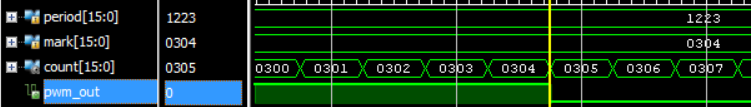 period[15:0] 1223 1223
mark[15:0] 0304 0304
count[15:0] 0305 0300 0301 0302 0303 0304 0305 0306 0307
pwm_out 0